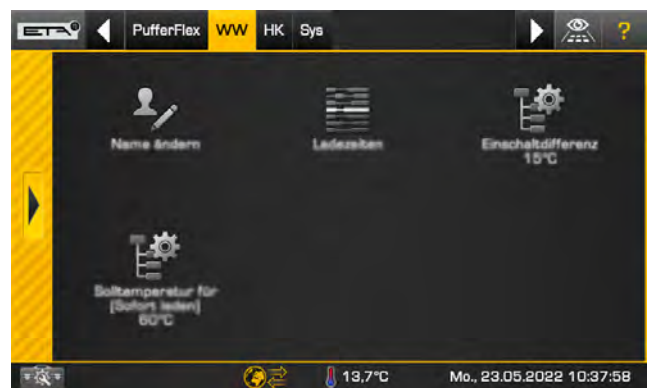 ETA
PufferFlex
WW
HK
Sys
?
Name ändern
Ladezeiten
Einschaltdifferenz
15°C
Solltemperatur für
[Sofort laden]
60°C
13,7°C
Mo., 23.05.2022 10:37:58